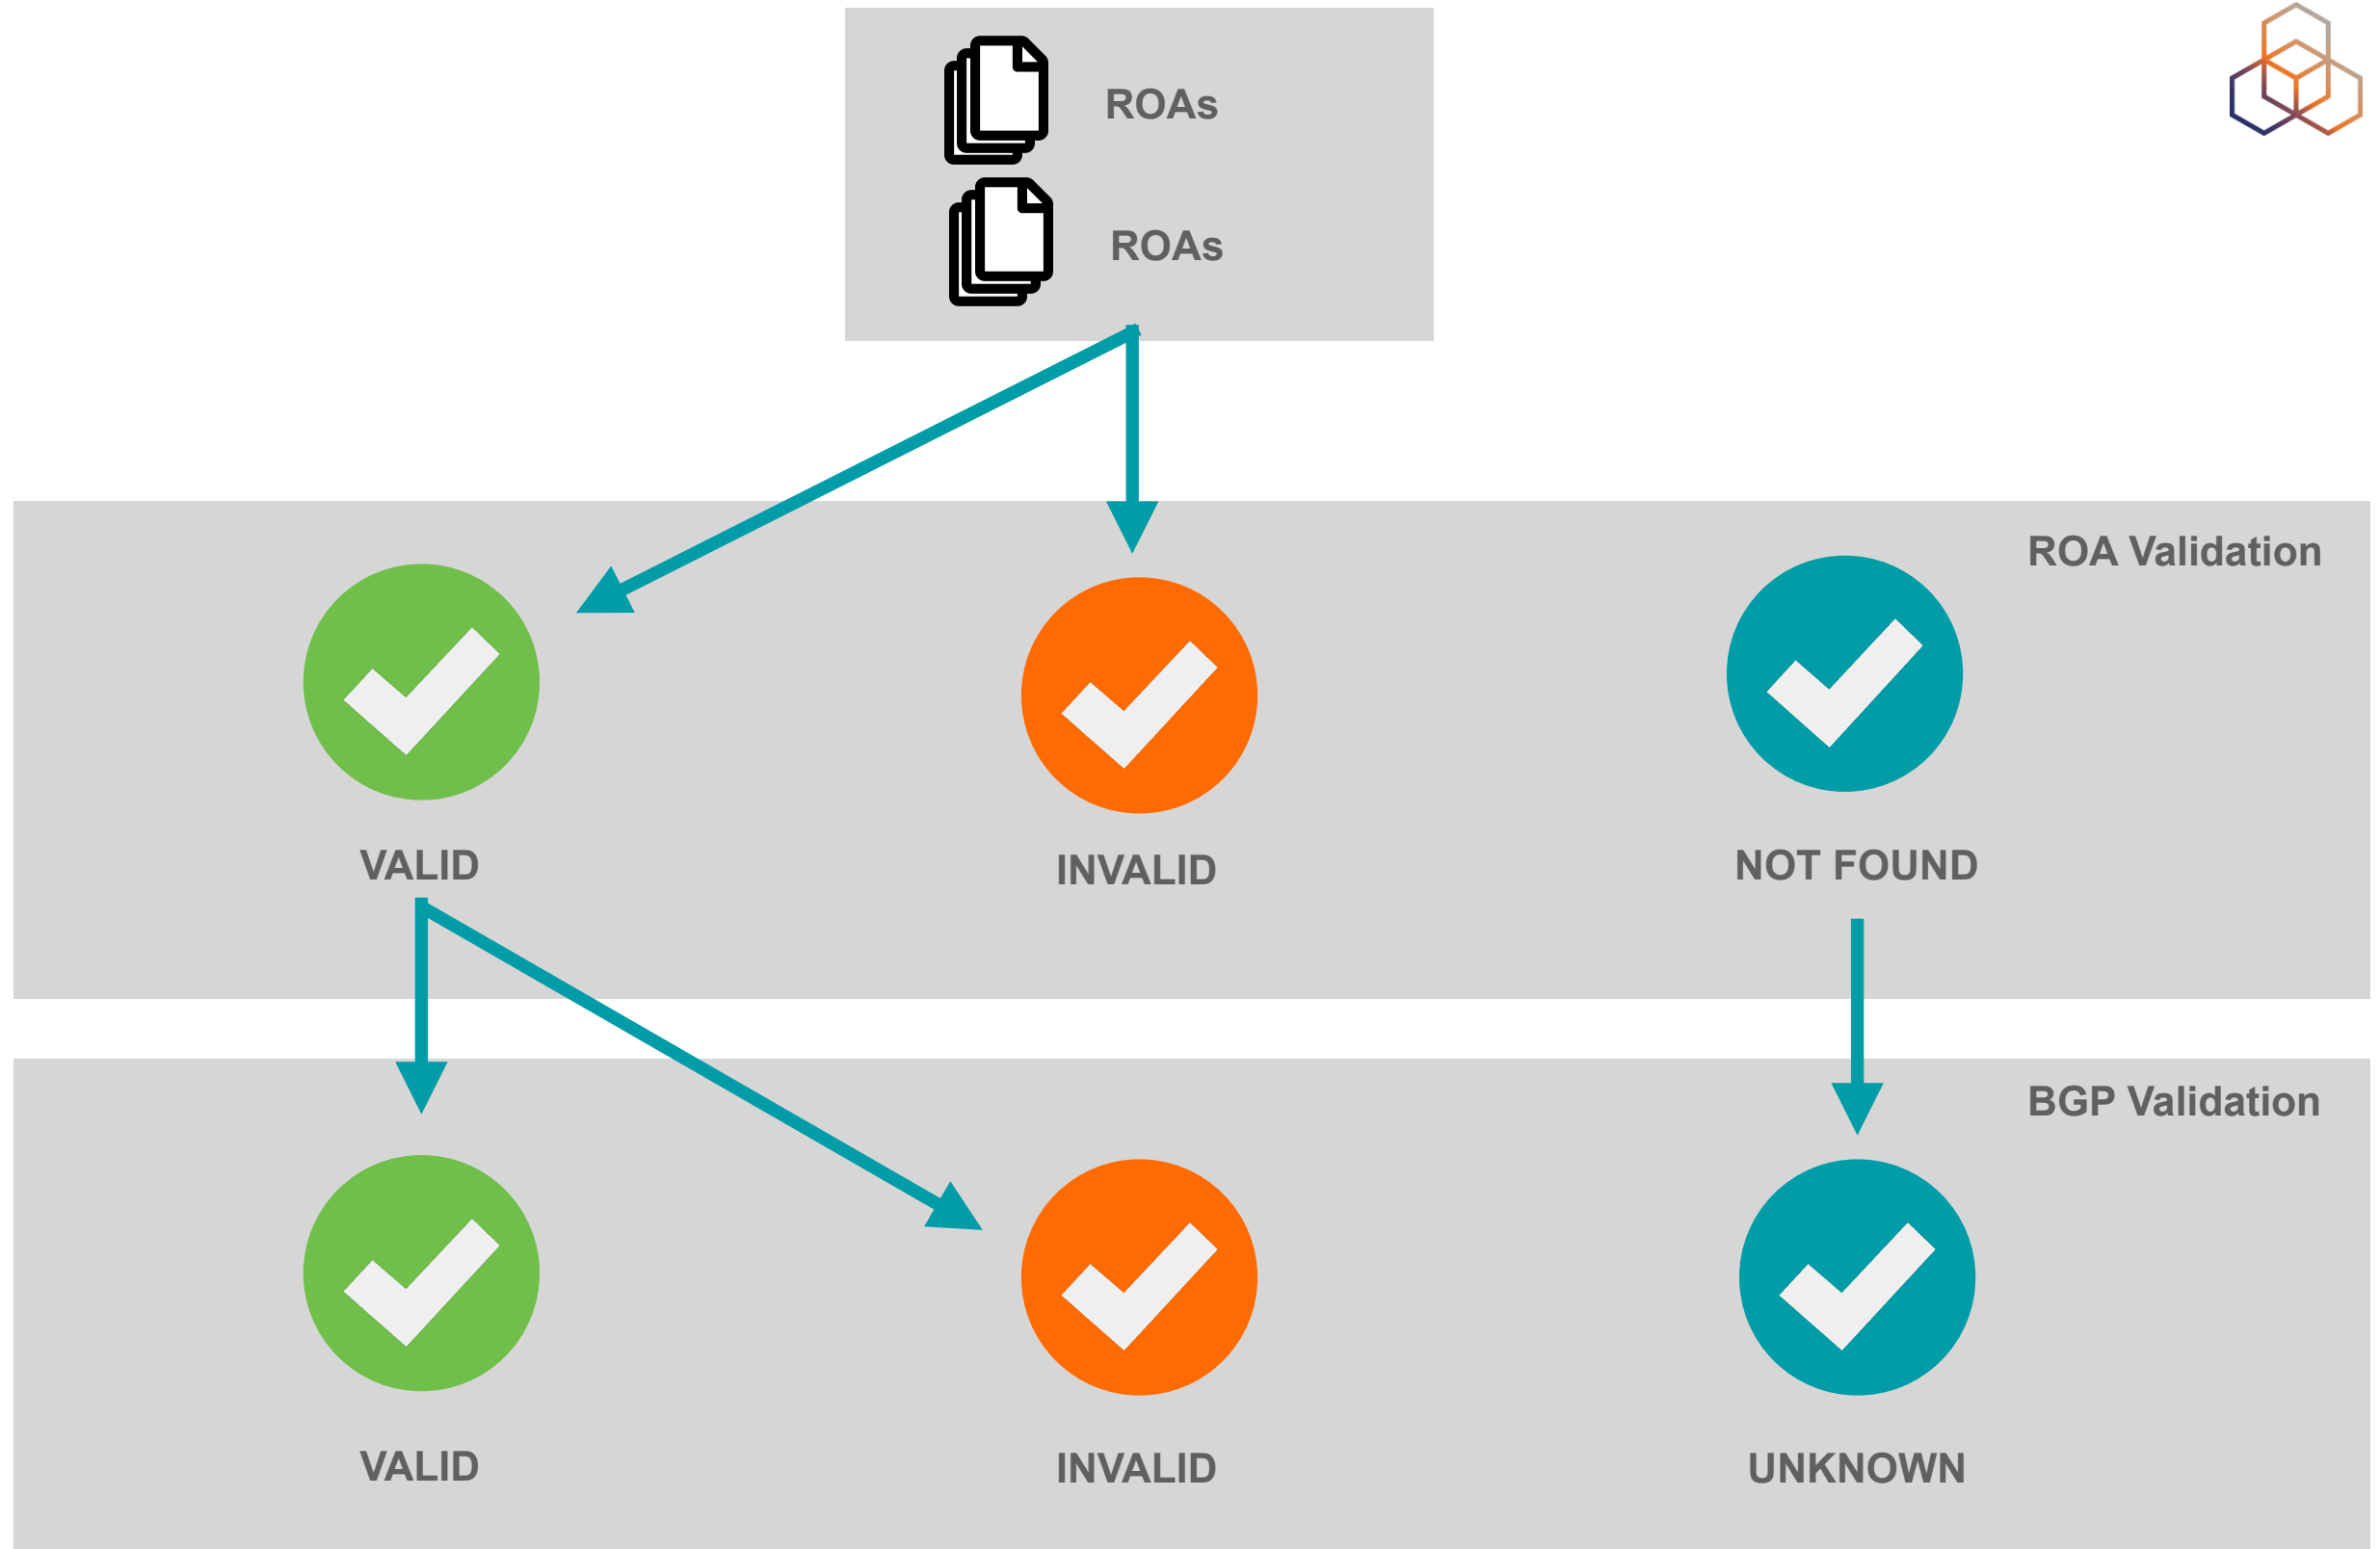 ROAs
ROAs
ROA Validation
VALID
INVALID
NOT FOUND
BGP Validation
VALID
INVALID
UNKNOWN